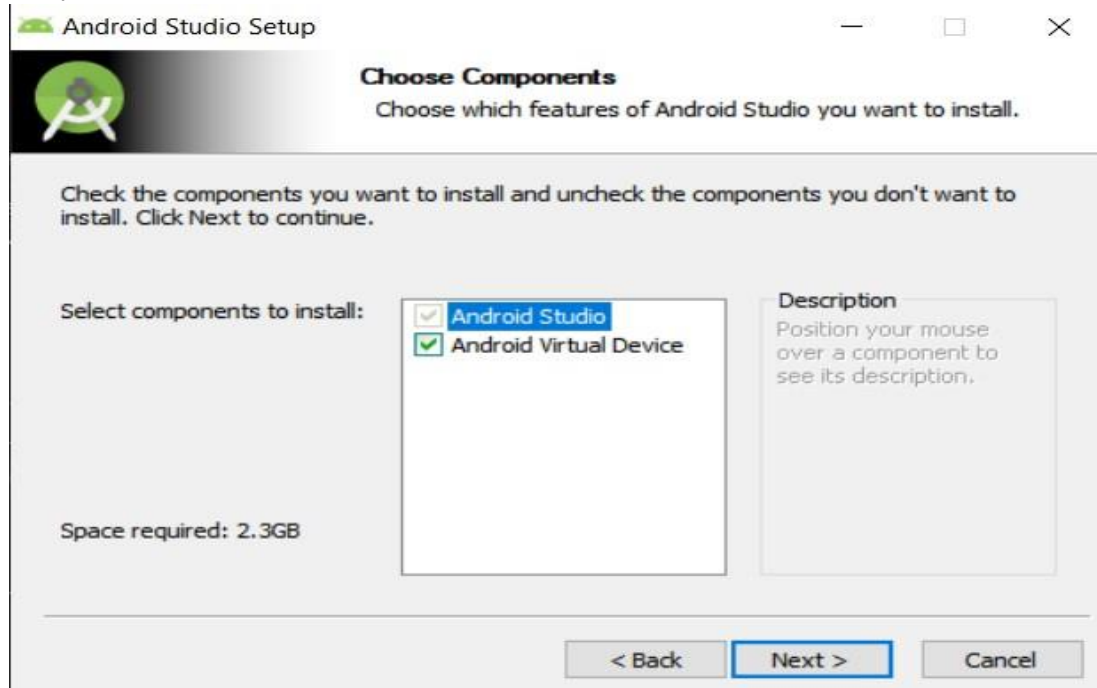 Android Studio Setup
Choose Components
Choose which features of Android Studio you want to install.
Check the components you want to install and uncheck the components you don't want to
install. Click Next to continue.
Select components to install:
Android Studio
Android Virtual Device
Description
Position your mouse
over a component to
see its description.
Space required: 2.3GB
< Back
Next >
Cancel